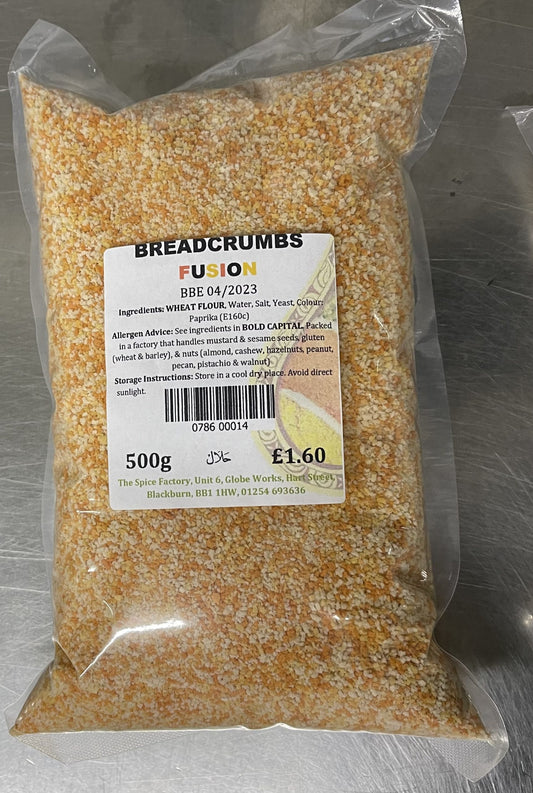 BREADCRUMBS
FUSION
BBE 04/2023
Ingredients: WHEAT FLOUR, Water, Salt, Yeast, Colour:
Paprika (E160c)
Allergen Advice: See ingredients in BOLD CAPITAL. Packed
in a factory that handles mustard & sesame seeds, gluten
(wheat & barley), & nuts (almond, cashew, hazelnuts, peanut,
pecan, pistachio & walnut)
Storage Instructions: Store in a cool dry place. Avoid direct
sunlight.
0786 00014
500g حلال £1.60
The Spice Factory, Unit 6, Globe Works, Hart Street,
Blackburn, BB1 1HW, 01254 693636